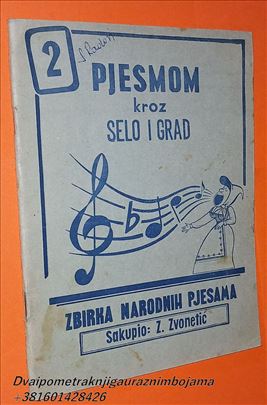 2
PJESMOM
kroz
SELO I GRAD
ZBIRKA NARODNIH PJESAMA
Sakupio: Z. Zvonetić
Dvaipometraknjigauraznimbojama
+381601428426